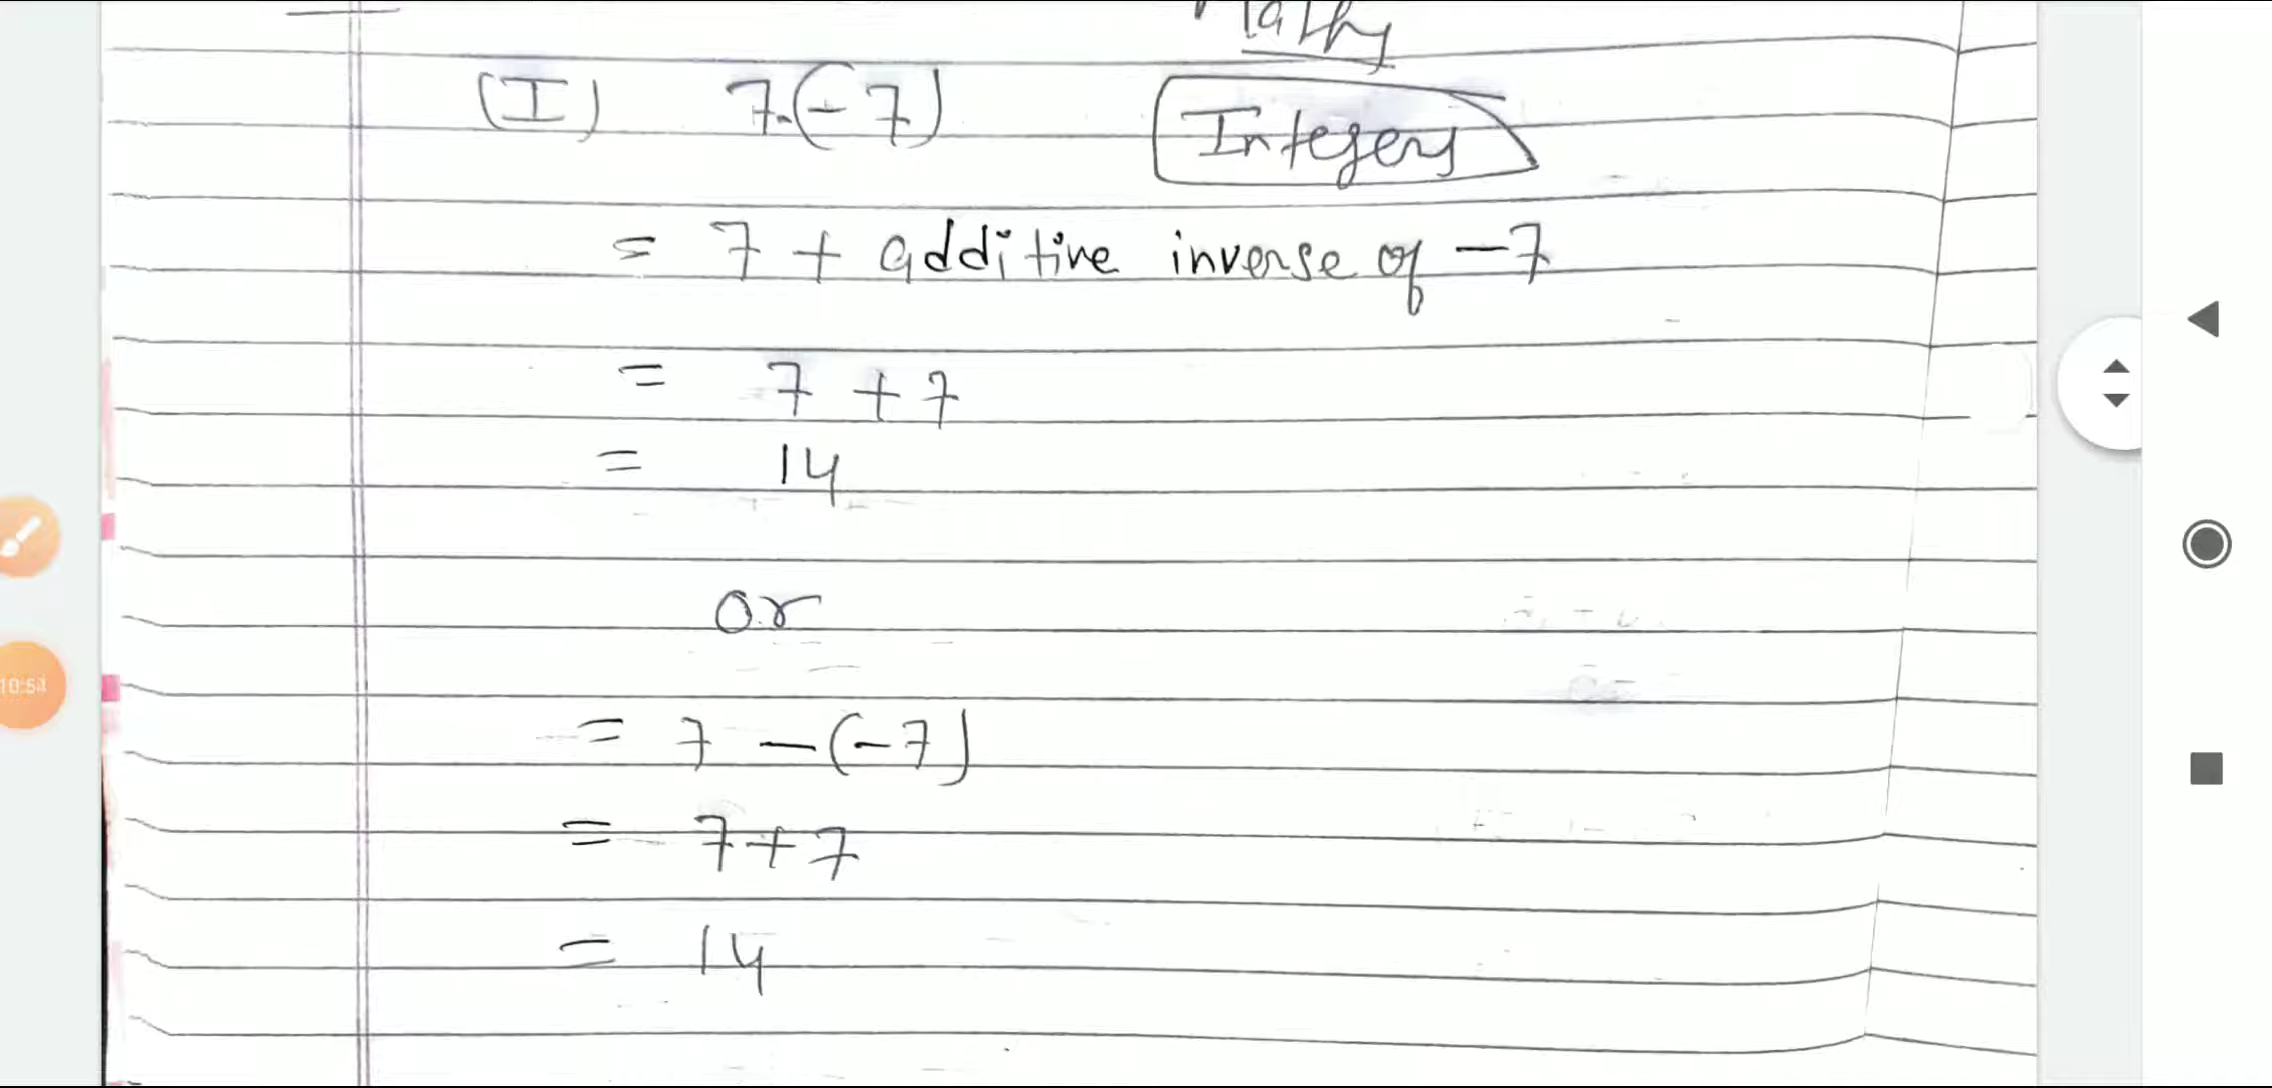 Maths
(I) 7-(-7)
Integers
= 7 + additive inverse of -7
= 7 + 7
= 14
or
= 7 - (-7)
= 7+7
= 14
10:54